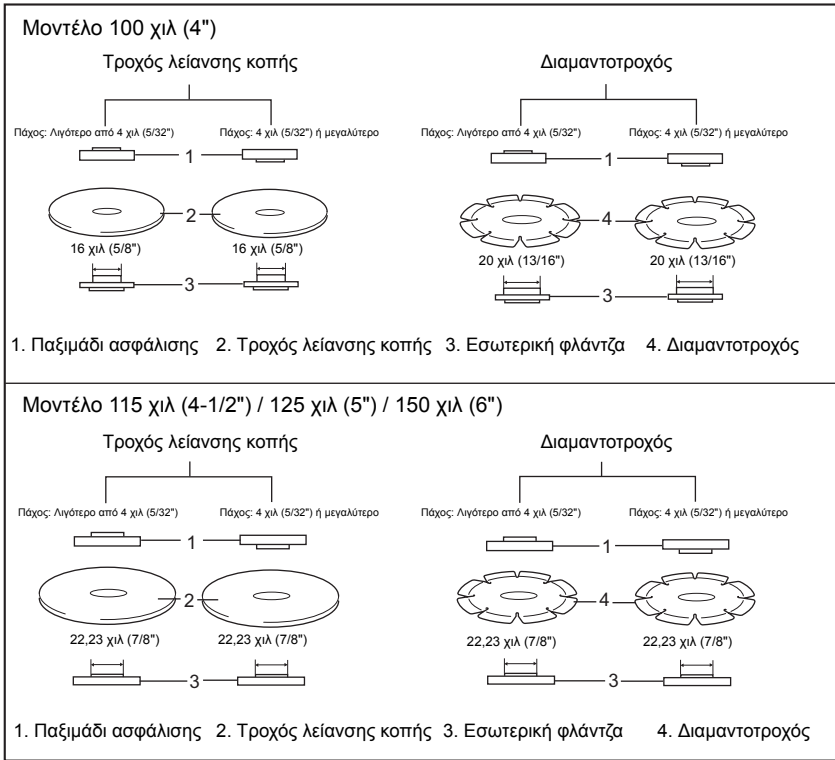 Μοντέλο 100 χιλ (4")
Τροχός λείανσης κοπής Διαμαντοτροχός
Πάχος: Λιγότερο από 4 χιλ (5/32") Πάχος: 4 χιλ (5/32") ή μεγαλύτερο Πάχος: Λιγότερο από 4 χιλ (5/32") Πάχος: 4 χιλ (5/32") ή μεγαλύτερο
1 1
2 4
16 χιλ (5/8") 16 χιλ (5/8") 20 χιλ (13/16") 20 χιλ (13/16")
3 3
1. Παξιμάδι ασφάλισης 2. Τροχός λείανσης κοπής 3. Εσωτερική φλάντζα 4. Διαμαντοτροχός
Μοντέλο 115 χιλ (4-1/2") / 125 χιλ (5") / 150 χιλ (6")
Τροχός λείανσης κοπής Διαμαντοτροχός
Πάχος: Λιγότερο από 4 χιλ (5/32") Πάχος: 4 χιλ (5/32") ή μεγαλύτερο Πάχος: Λιγότερο από 4 χιλ (5/32") Πάχος: 4 χιλ (5/32") ή μεγαλύτερο
1 1
2 4
22,23 χιλ (7/8") 22,23 χιλ (7/8") 22,23 χιλ (7/8") 22,23 χιλ (7/8")
3 3
1. Παξιμάδι ασφάλισης 2. Τροχός λείανσης κοπής 3. Εσωτερική φλάντζα 4. Διαμαντοτροχός